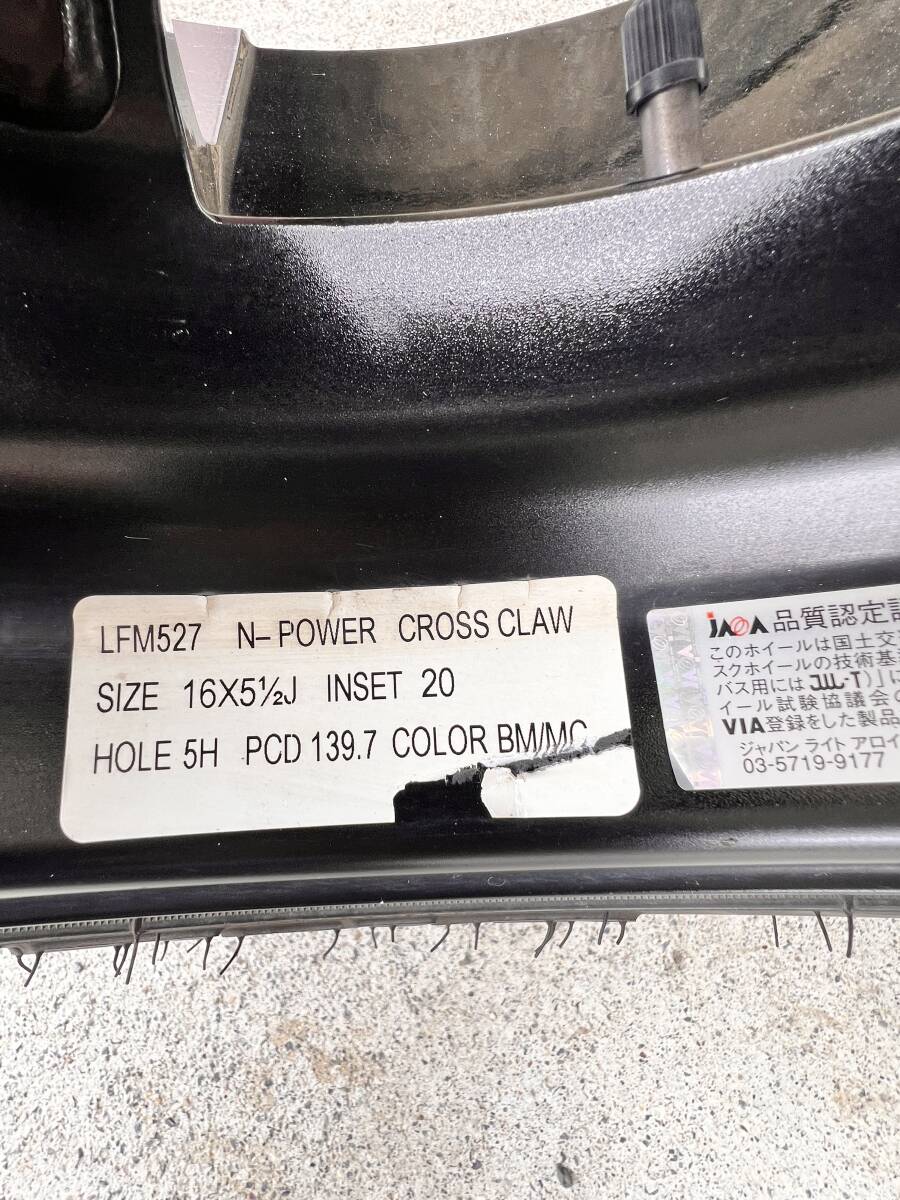 LFM527 N-POWER CROSS CLAW
SIZE 16X5½J INSET 20
HOLE 5H PCD 139.7 COLOR BM/MC
JAWA 品質認定
このホイールは国土交
スクホイールの技術基
バス用には JWL-T)」に
イール試験協議会の
VIA登録をした製品
ジャパン ライト アロイ
03-5719-9177